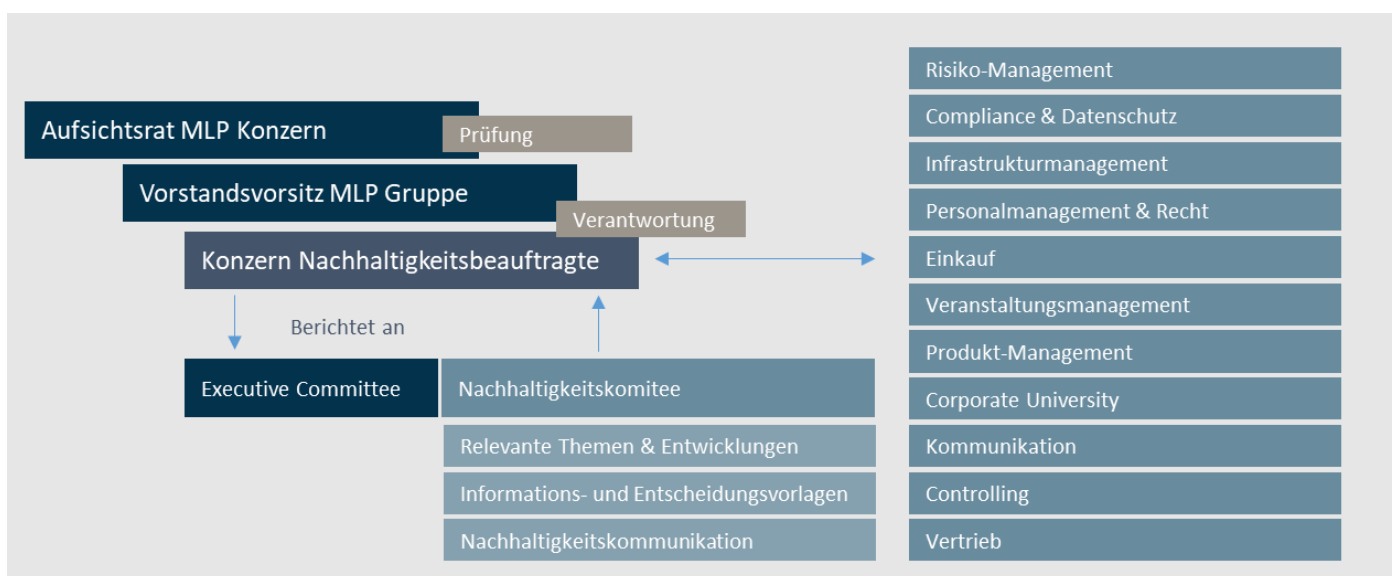 Aufsichtsrat MLP Konzern
Prüfung
Vorstandsvorsitz MLP Gruppe
Verantwortung
Konzern Nachhaltigkeitsbeauftragte
Berichtet an
Executive Committee
Nachhaltigkeitskomitee
Relevante Themen & Entwicklungen
Informations- und Entscheidungsvorlagen
Nachhaltigkeitskommunikation
Risiko-Management
Compliance & Datenschutz
Infrastrukturmanagement
Personalmanagement & Recht
Einkauf
Veranstaltungsmanagement
Produkt-Management
Corporate University
Kommunikation
Controlling
Vertrieb